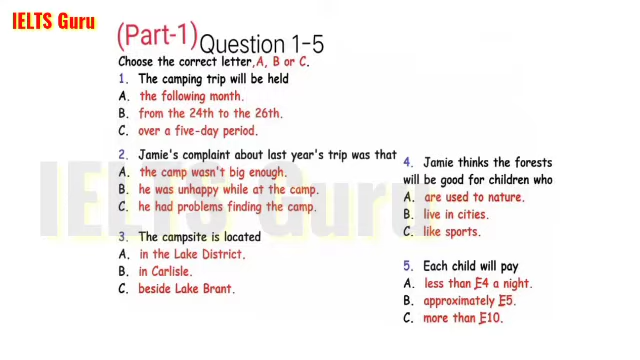 IELTS Guru
(Part-1) Question 1-5
Choose the correct letter,A, B or C.
1. The camping trip will be held
A. the following month.
B. from the 24th to the 26th.
C. over a five-day period.
2. Jamie's complaint about last year's trip was that
A. the camp wasn't big enough.
B. he was unhappy while at the camp.
C. he had problems finding the camp.
3. The campsite is located
A. in the Lake District.
B. in Carlisle.
C. beside Lake Brant.
4. Jamie thinks the forests
will be good for children who
A. are used to nature.
B. live in cities.
C. like sports.
5. Each child will pay
A. less than £4 a night.
B. approximately £5.
C. more than £10.
IELTS Guru